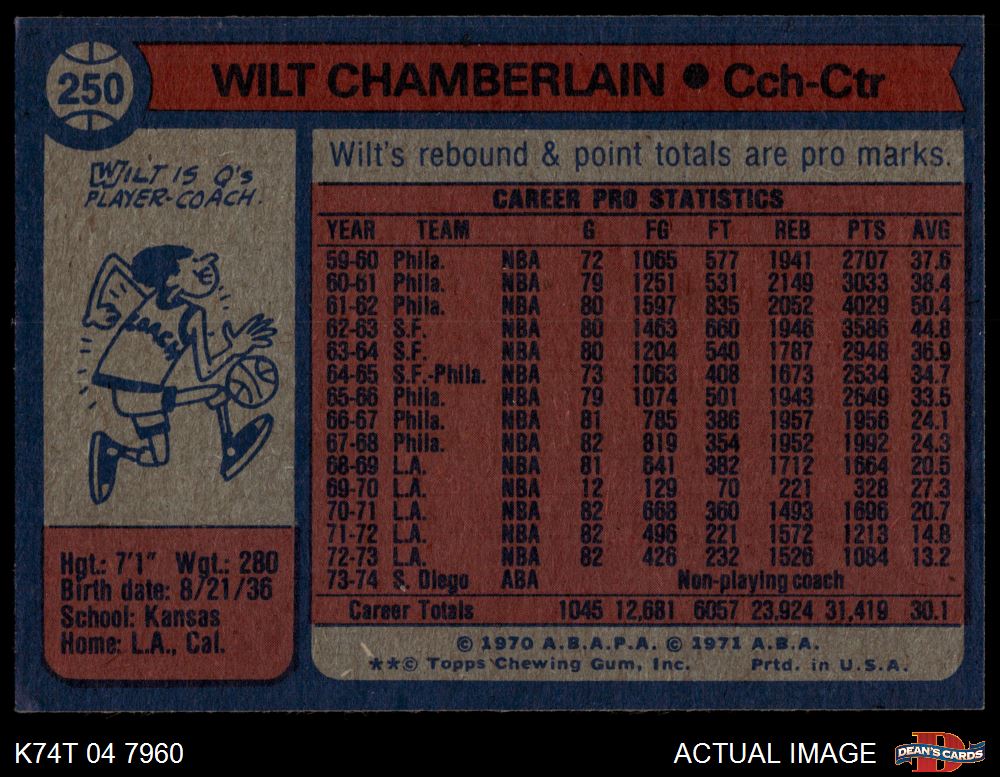 250
WILT CHAMBERLAIN ● Cch-Ctr
WILT IS Q's
PLAYER-COACH.
COACH
Hgt.: 7'1" Wgt.: 280
Birth date: 8/21/36
School: Kansas
Home: L.A., Cal.
Wilt's rebound & point totals are pro marks.
CAREER PRO STATISTICS
YEAR TEAM G FG FT REB PTS AVG
59-60 Phila. NBA 72 1065 577 1941 2707 37.6
60-61 Phila. NBA 79 1251 531 2149 3033 38.4
61-62 Phila. NBA 80 1597 835 2052 4029 50.4
62-63 S.F. NBA 80 1463 660 1946 3586 44.8
63-64 S.F. NBA 80 1204 540 1787 2948 36.9
64-65 S.F.-Phila. NBA 73 1063 408 1673 2534 34.7
65-66 Phila. NBA 79 1074 501 1943 2649 33.5
66-67 Phila. NBA 81 785 386 1957 1956 24.1
67-68 Phila. NBA 82 819 354 1952 1992 24.3
68-69 L.A. NBA 81 641 382 1712 1664 20.5
69-70 L.A. NBA 12 129 70 221 328 27.3
70-71 L.A. NBA 82 668 360 1493 1696 20.7
71-72 L.A. NBA 82 496 221 1572 1213 14.8
72-73 L.A. NBA 82 426 232 1526 1084 13.2
73-74 S. Diego ABA Non-playing coach
Career Totals 1045 12,681 6057 23,924 31,419 30.1
© 1970 A.B.A.P.A. © 1971 A.B.A.
**© Topps Chewing Gum, Inc. Prtd. in U.S.A.
K74T 04 7960
ACTUAL IMAGE
D
DEAN'S CARDS